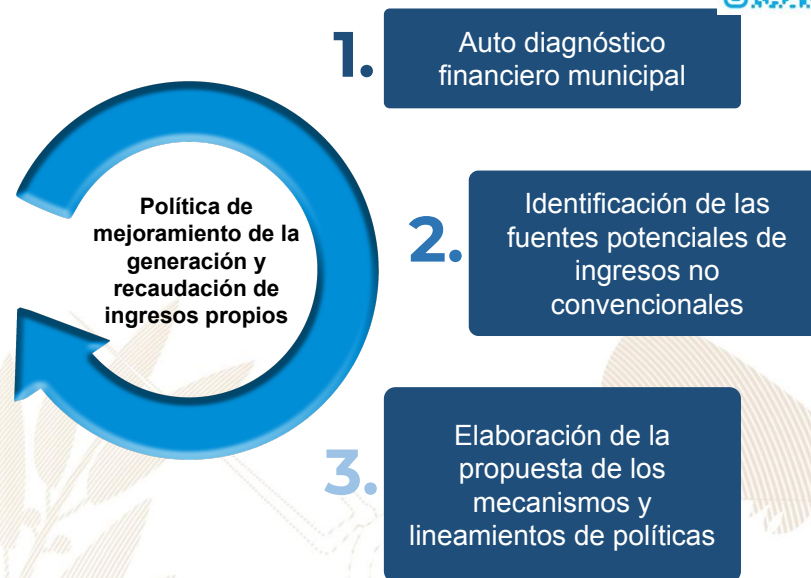 1.
Auto diagnóstico
financiero municipal
Política de
mejoramiento de la
generación y
recaudación de
ingresos propios
2.
Identificación de las
fuentes potenciales de
ingresos no
convencionales
3.
Elaboración de la
propuesta de los
mecanismos y
lineamientos de políticas